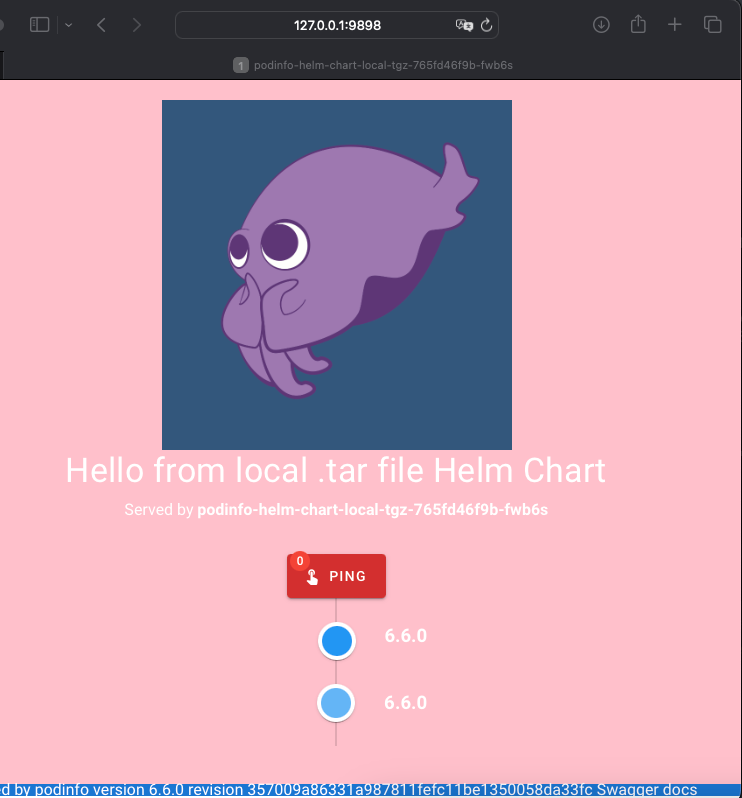 127.0.0.1:9898
1 podinfo-helm-chart-local-tgz-765fd46f9b-fwb6s
Hello from local .tar file Helm Chart
Served by podinfo-helm-chart-local-tgz-765fd46f9b-fwb6s
0
PING
6.6.0
6.6.0
by podinfo version 6.6.0 revision 357009a86331a987811fefc11be1350058da33fc Swagger docs